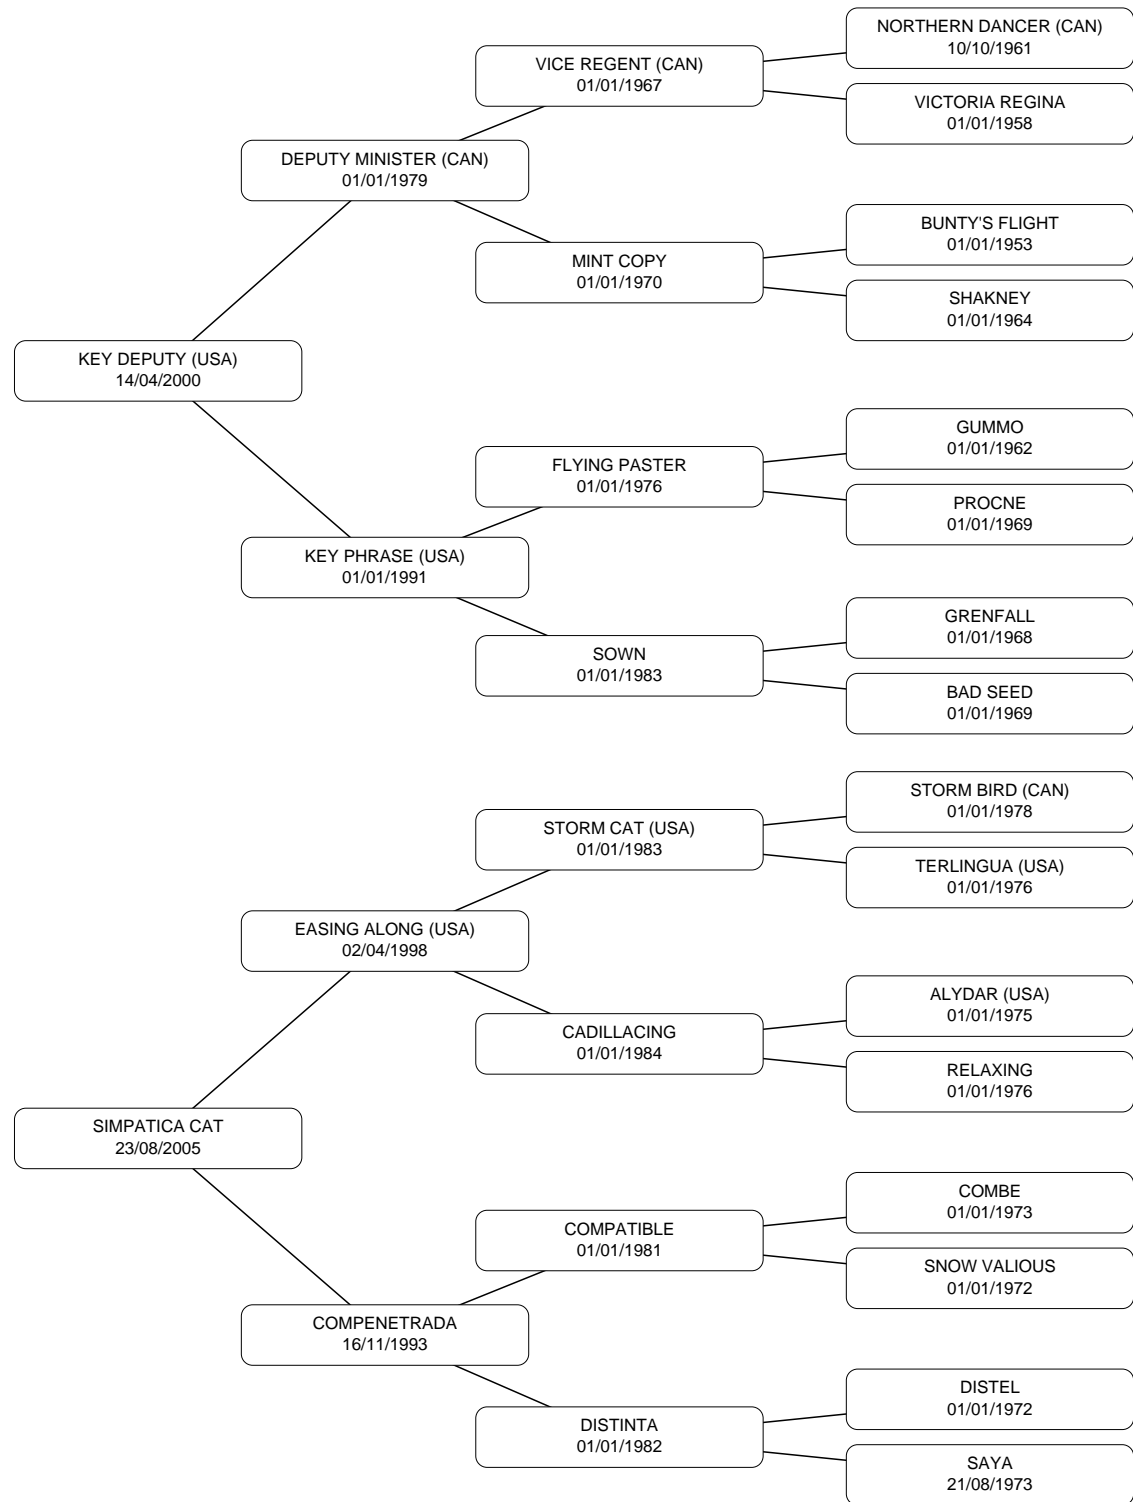 NORTHERN DANCER (CAN)
10/10/1961
VICE REGENT (CAN)
01/01/1967
VICTORIA REGINA
01/01/1958
DEPUTY MINISTER (CAN)
01/01/1979
BUNTY'S FLIGHT
01/01/1953
MINT COPY
01/01/1970
SHAKNEY
01/01/1964
KEY DEPUTY (USA)
14/04/2000
GUMMO
01/01/1962
FLYING PASTER
01/01/1976
PROCNE
01/01/1969
KEY PHRASE (USA)
01/01/1991
GRENFALL
01/01/1968
SOWN
01/01/1983
BAD SEED
01/01/1969
STORM BIRD (CAN)
01/01/1978
STORM CAT (USA)
01/01/1983
TERLINGUA (USA)
01/01/1976
EASING ALONG (USA)
02/04/1998
ALYDAR (USA)
01/01/1975
CADILLACING
01/01/1984
RELAXING
01/01/1976
SIMPATICA CAT
23/08/2005
COMBE
01/01/1973
COMPATIBLE
01/01/1981
SNOW VALIOUS
01/01/1972
COMPENETRADA
16/11/1993
DISTEL
01/01/1972
DISTINTA
01/01/1982
SAYA
21/08/1973